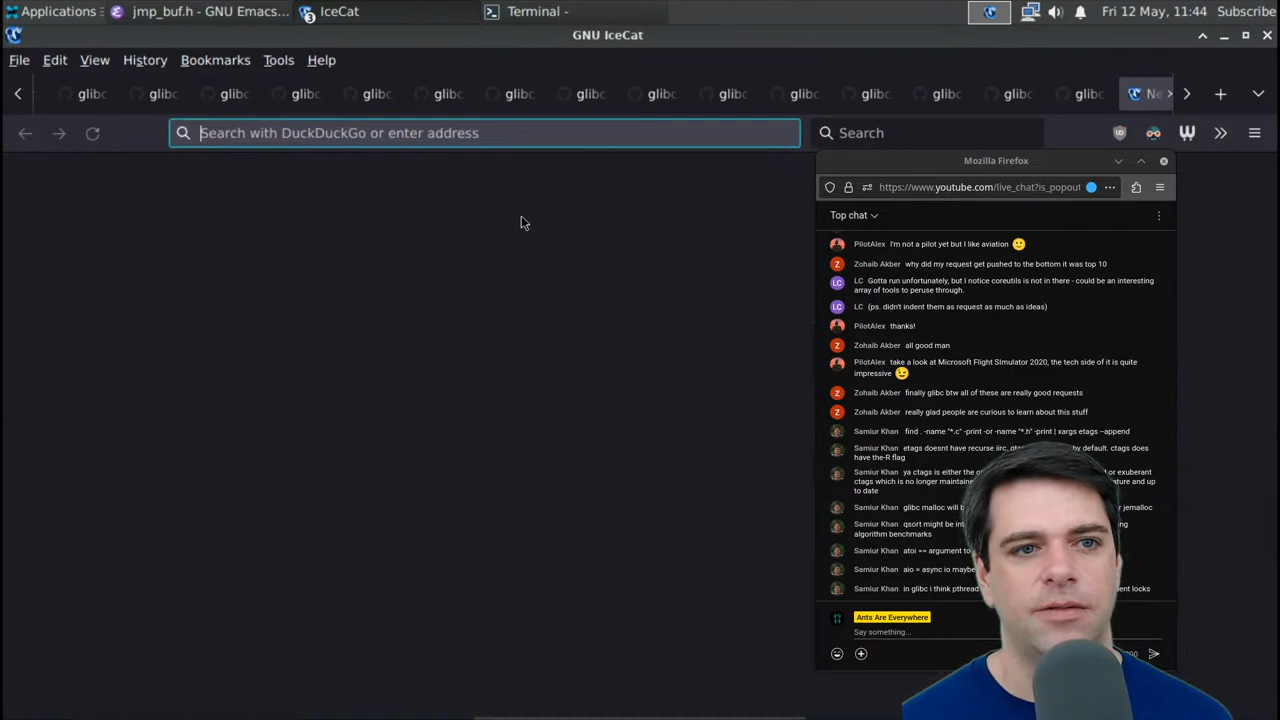 Applications
jmp_buf.h - GNU Emacs...
3
IceCat
Terminal -
Fri 12 May, 11:44
Subscribe
GNU IceCat
File Edit View History Bookmarks Tools Help
glibc glibc glibc glibc glibc glibc glibc glibc glibc glibc glibc glibc glibc glibc glibc Ne
Search with DuckDuckGo or enter address
Search
Mozilla Firefox
https://www.youtube.com/live_chat?is_popout
Top chat
PilotAlex I'm not a pilot yet but I like aviation
Z Zohaib Akber why did my request get pushed to the bottom it was top 10
LC LC Gotta run unfortunately, but I notice coreutils is not in there - could be an interesting
array of tools to peruse through.
LC LC (ps. didn't indent them as request as much as ideas)
PilotAlex thanks!
Z Zohaib Akber all good man
PilotAlex take a look at Microsoft Flight SImulator 2020, the tech side of it is quite
impressive
Z Zohaib Akber finally glibc btw all of these are really good requests
Z Zohaib Akber really glad people are curious to learn about this stuff
Samiur Khan find . -name "*.c" -print -or -name "*.h" -print | xargs etags --append
Samiur Khan etags doesnt have recurse iirc, by default. ctags does
have the-R flag
Samiur Khan ya ctags is either the or exuberant
ctags which is no longer maintained ature and up
to date
Samiur Khan glibc malloc will or jemalloc
Samiur Khan qsort might be
algorithm benchmarks
Samiur Khan atoi == argument to
Samiur Khan aio = async io maybe
Samiur Khan in glibc i think pthread locks
Ants Are Everywhere
Say something...